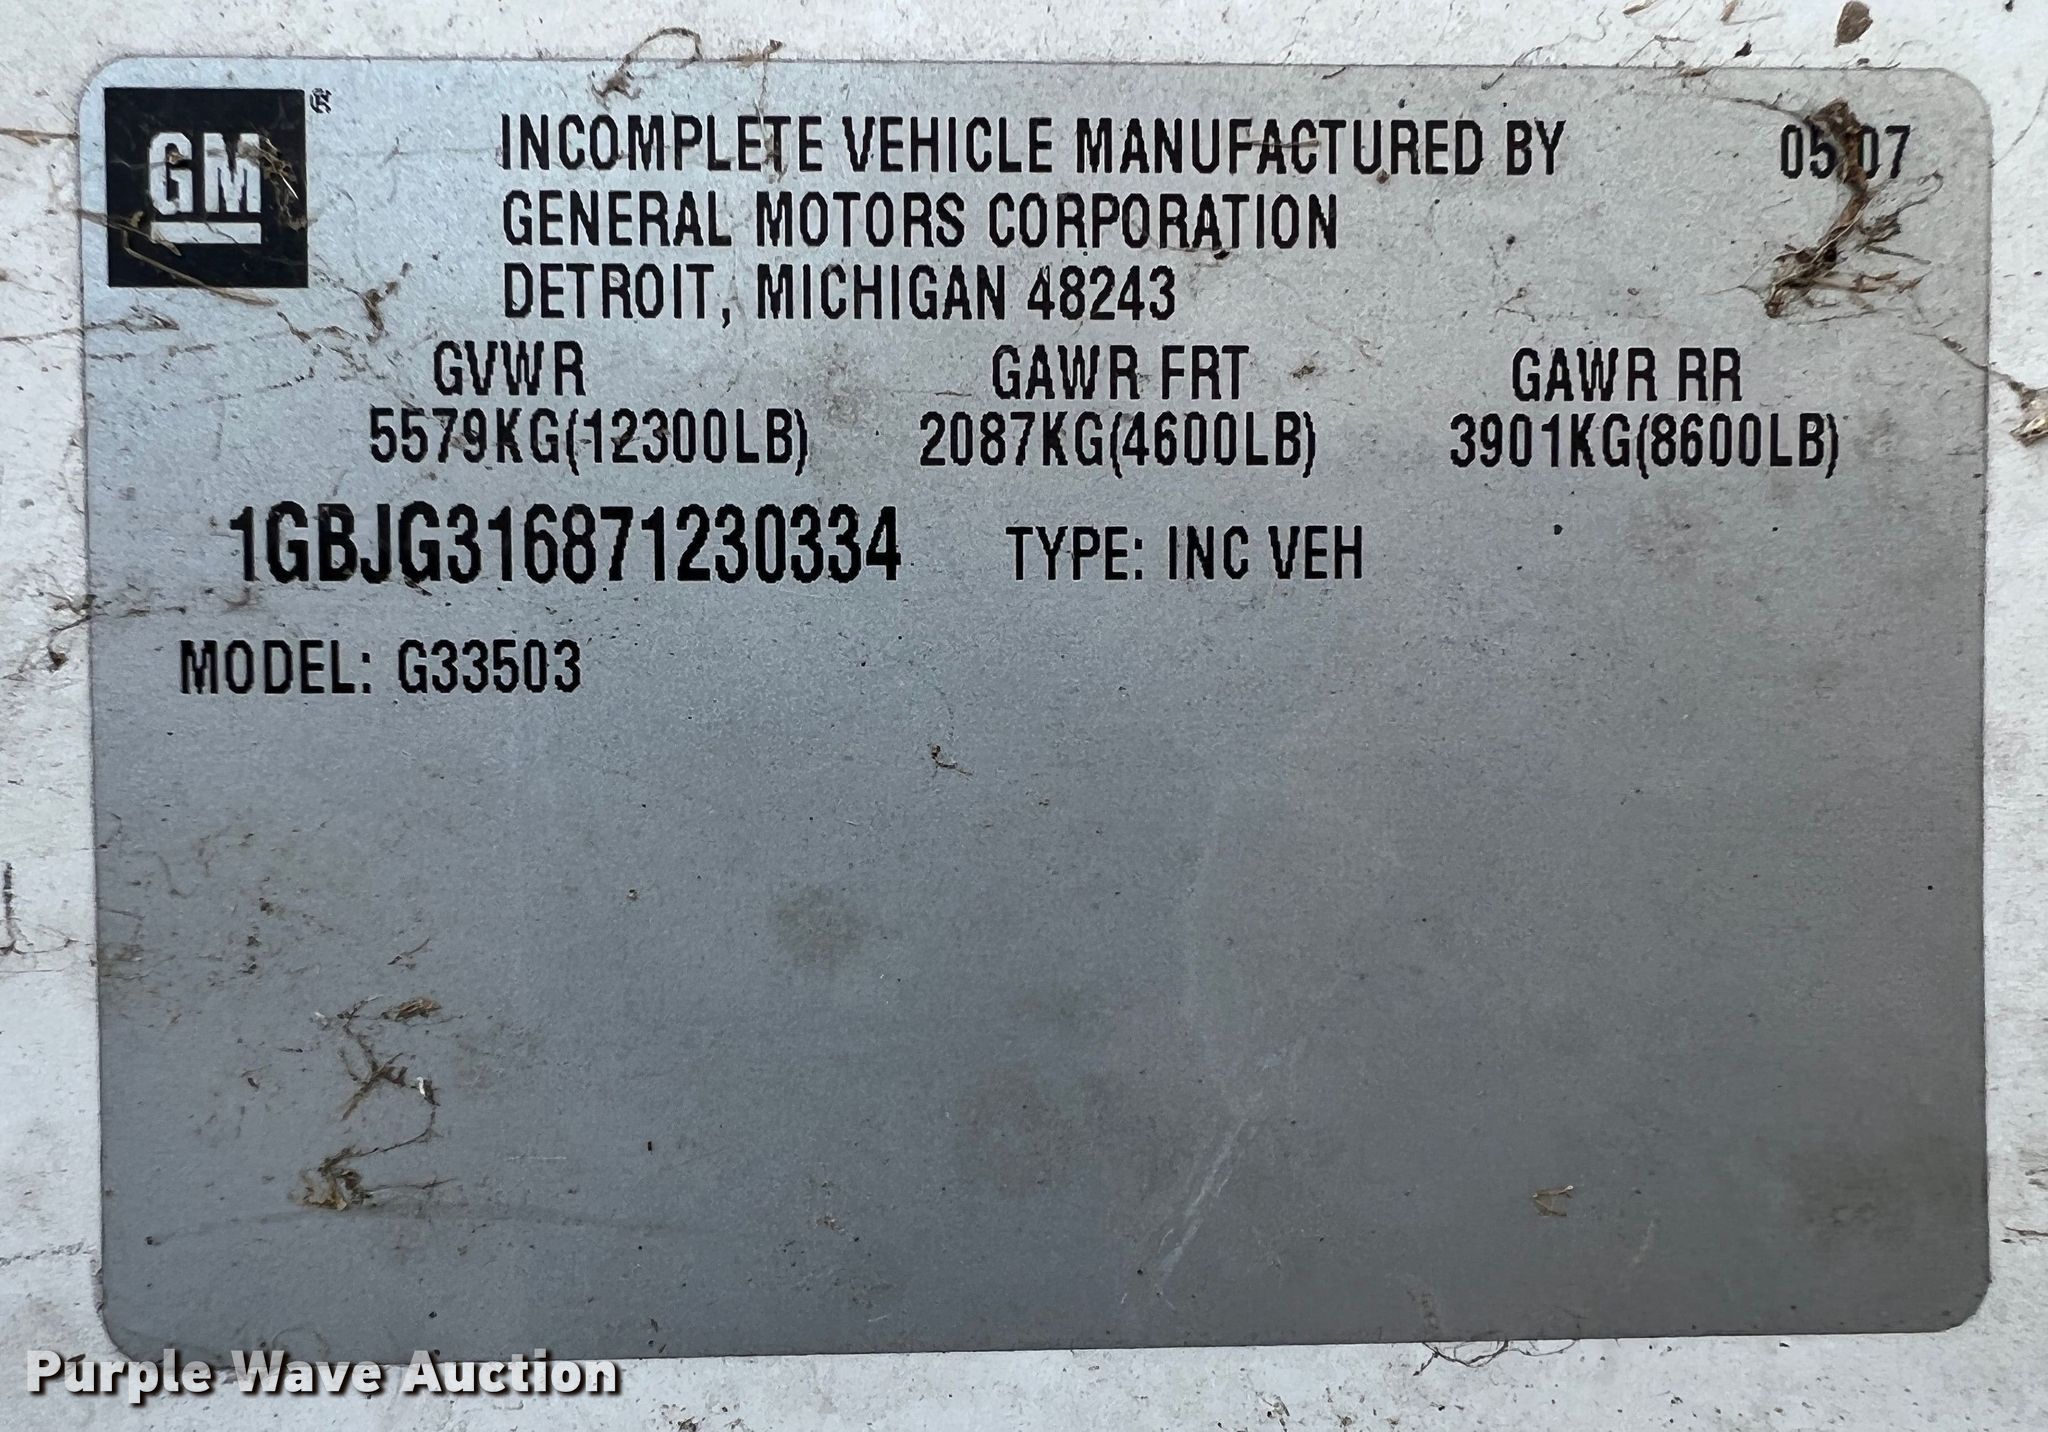 GM ®
INCOMPLETE VEHICLE MANUFACTURED BY 05/07
GENERAL MOTORS CORPORATION
DETROIT, MICHIGAN 48243
GVWR GAWR FRT GAWR RR
5579KG(12300LB) 2087KG(4600LB) 3901KG(8600LB)
1GBJG316871230334 TYPE: INC VEH
MODEL: G33503
Purple Wave Auction